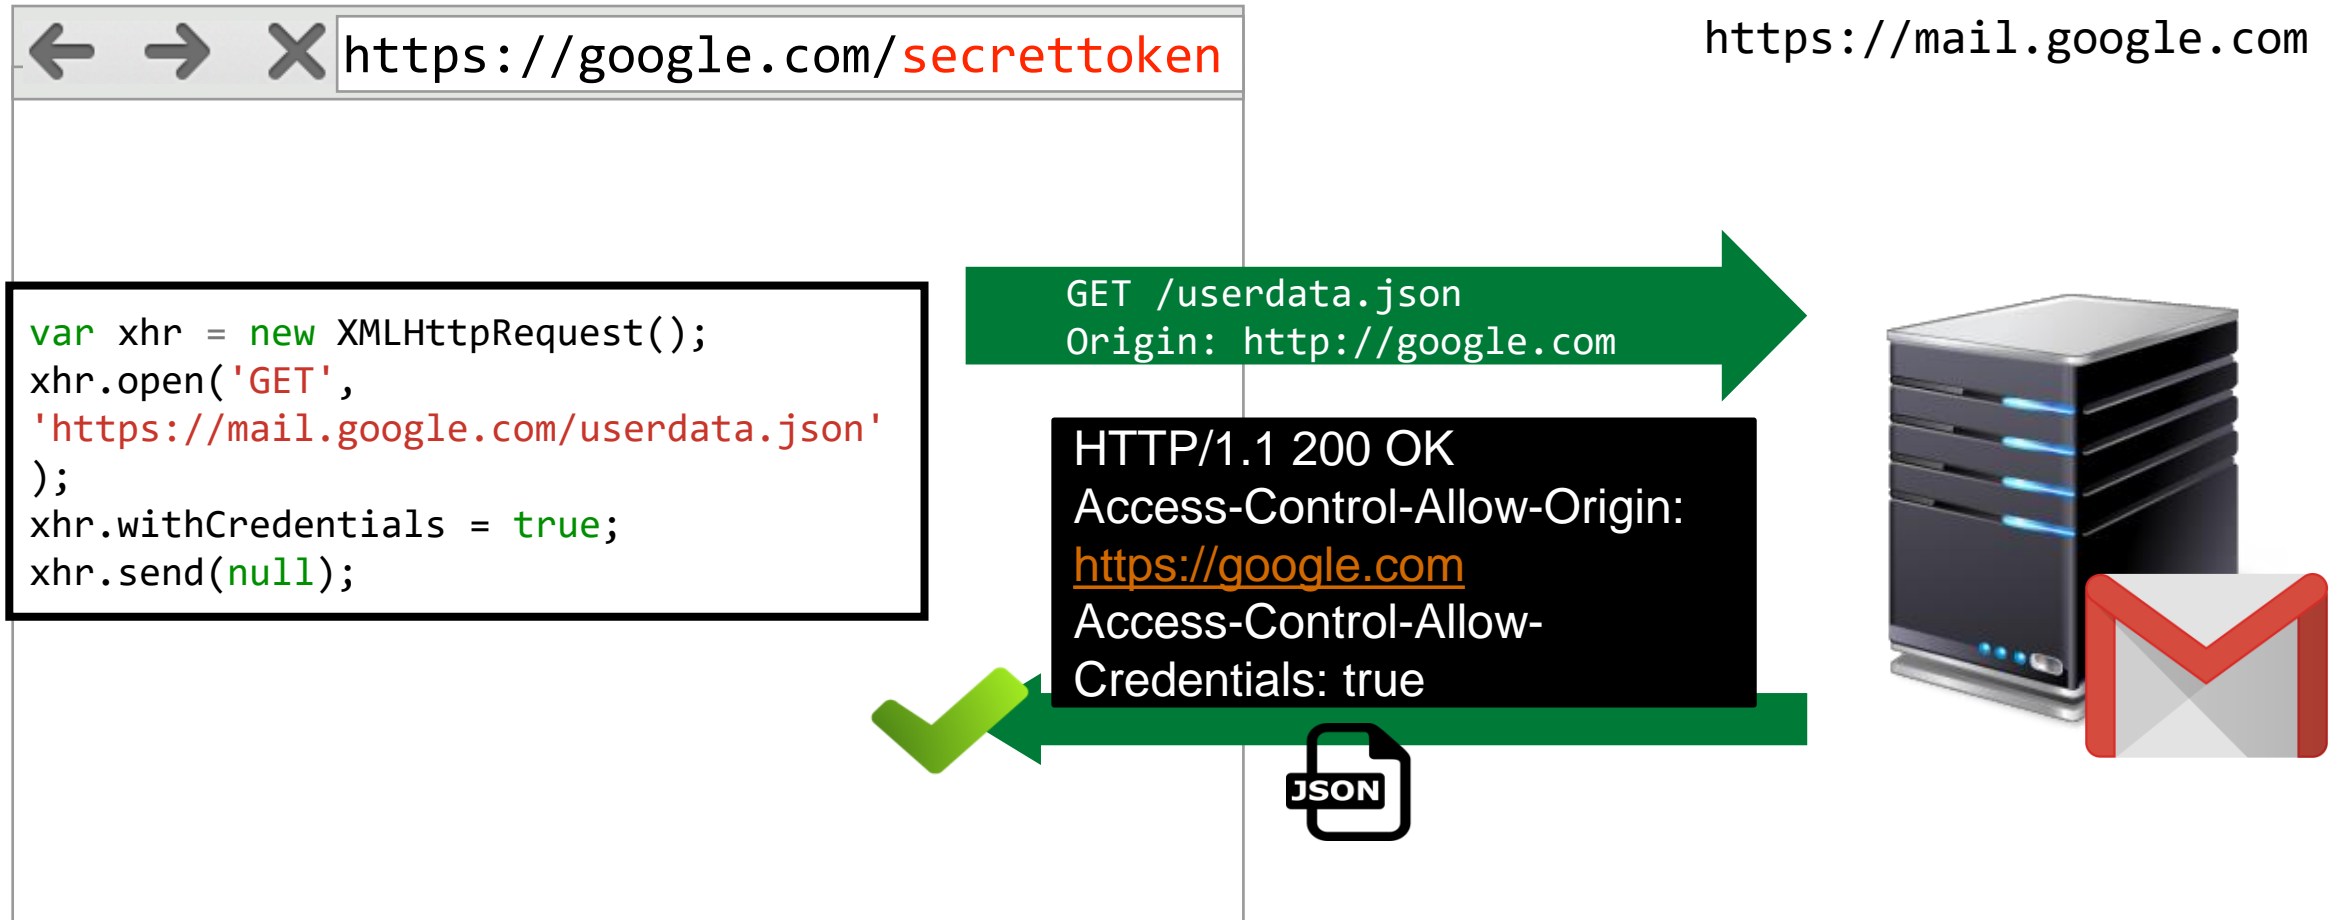 https://google.com/secrettoken
https://mail.google.com
GET /userdata.json
Origin: http://google.com
var xhr = new XMLHttpRequest();
xhr.open('GET',
'https://mail.google.com/userdata.json'
);
xhr.withCredentials = true;
xhr.send(null);
HTTP/1.1 200 OK
Access-Control-Allow-Origin:
https://google.com
Access-Control-Allow-
Credentials: true
JSON